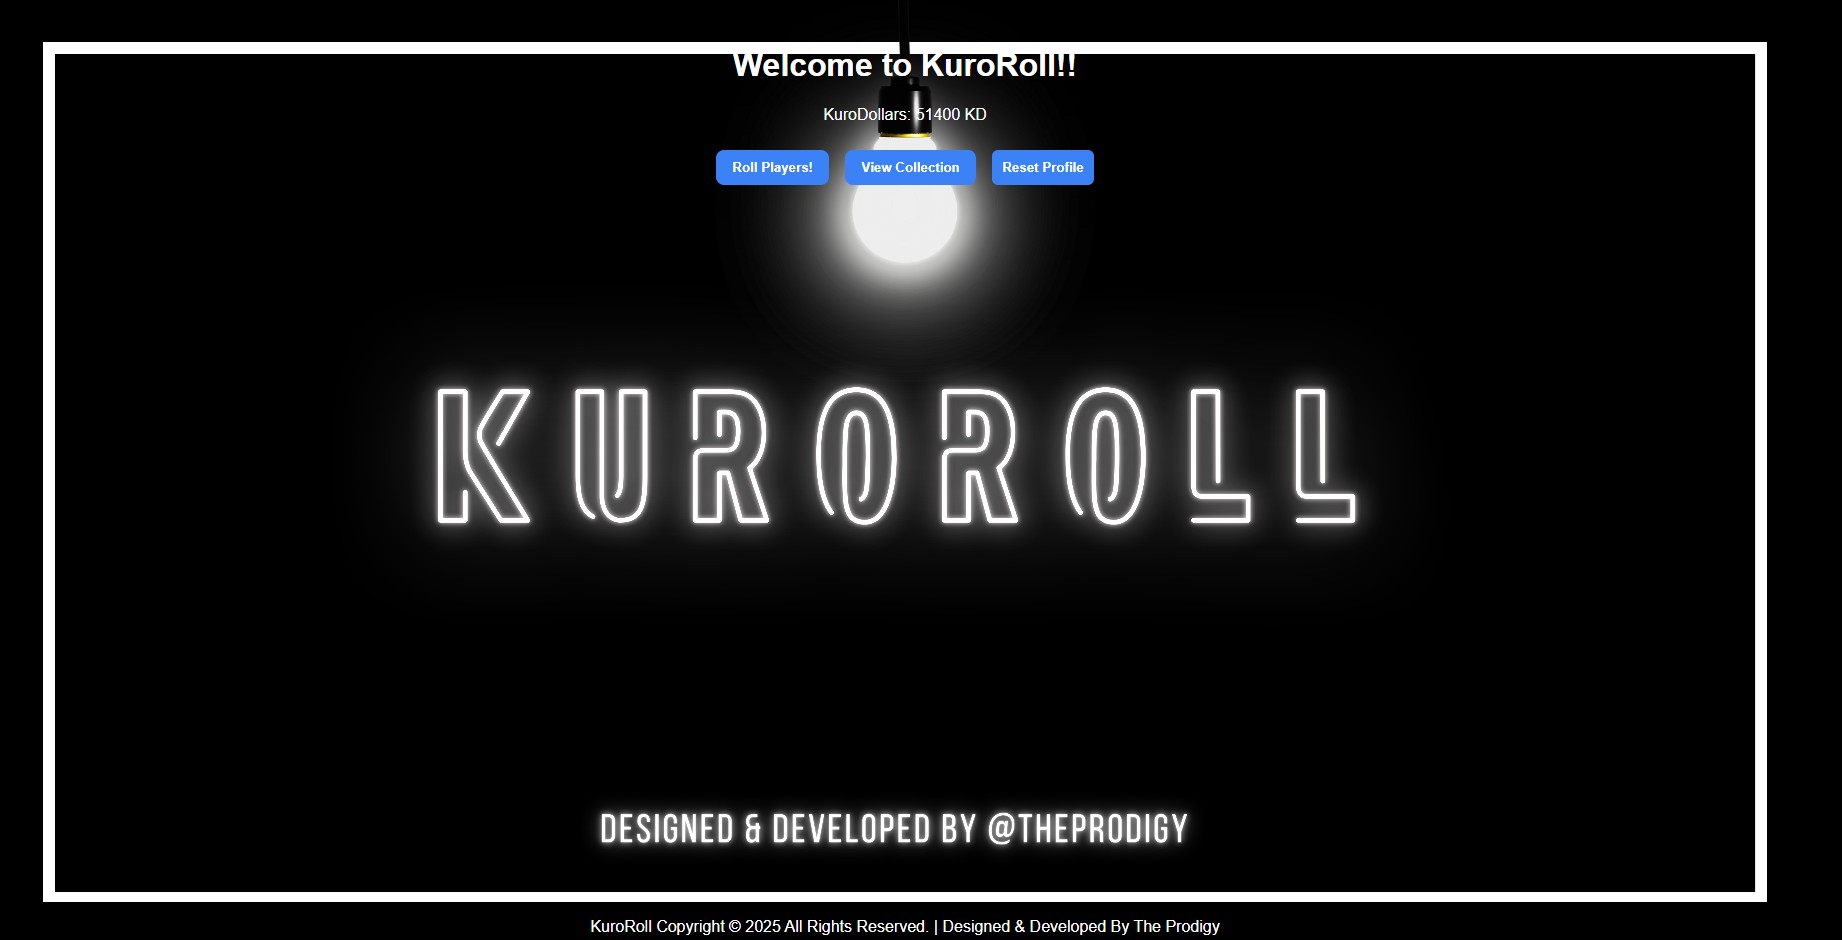 Welcome to KuroRoll!!
KuroDollars: 51400 KD
Roll Players! View Collection Reset Profile
KUROROLL
DESIGNED & DEVELOPED BY @THEPRODIGY
KuroRoll Copyright © 2025 All Rights Reserved. | Designed & Developed By The Prodigy